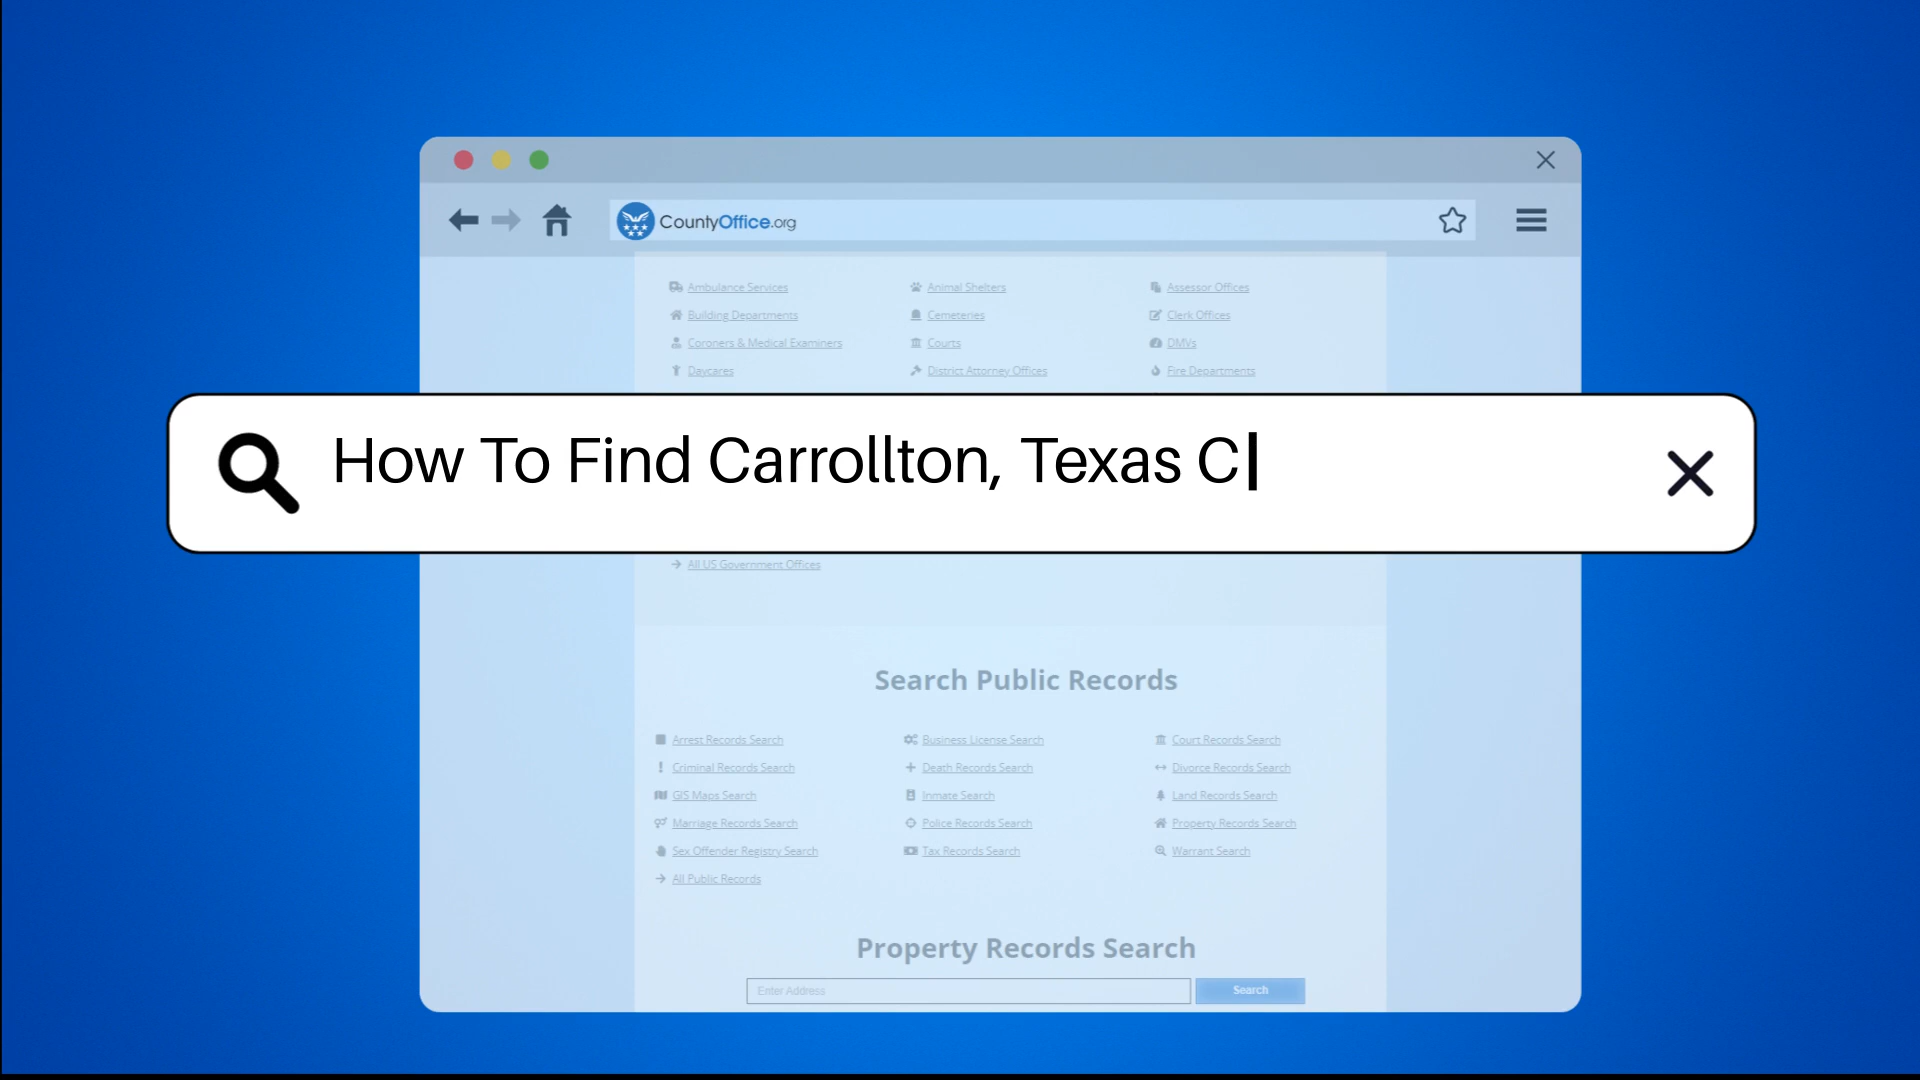 CountyOffice.org
Ambulance Services Animal Shelters Assessor Offices
Building Departments Cemeteries Clerk Offices
Coroners & Medical Examiners Courts DMVs
Daycares District Attorney Offices Fire Departments
How To Find Carrollton, Texas C
All US Government Offices
Search Public Records
Arrest Records Search Business License Search Court Records Search
Criminal Records Search Death Records Search Divorce Records Search
GIS Maps Search Inmate Search Land Records Search
Marriage Records Search Police Records Search Property Records Search
Sex Offender Registry Search Tax Records Search Warrant Search
All Public Records
Property Records Search
Enter Address Search